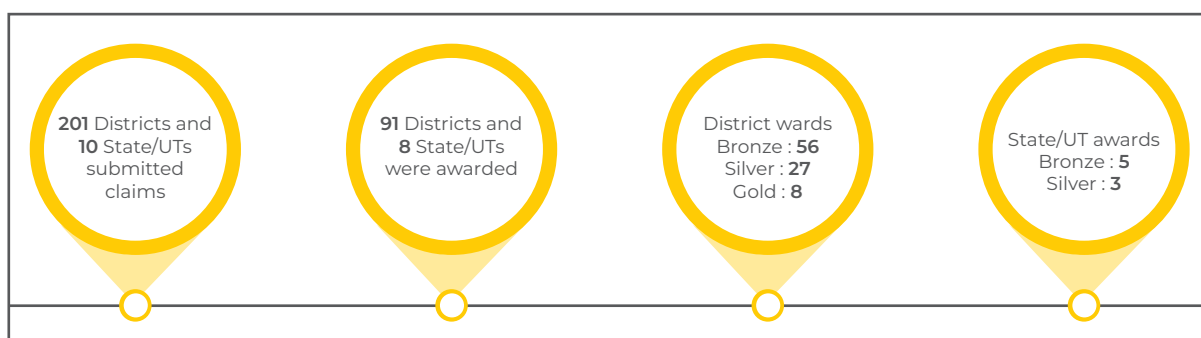 201 Districts and
10 State/UTs
submitted
claims
91 Districts and
8 State/UTs
were awarded
District wards
Bronze : 56
Silver : 27
Gold : 8
State/UT awards
Bronze : 5
Silver : 3